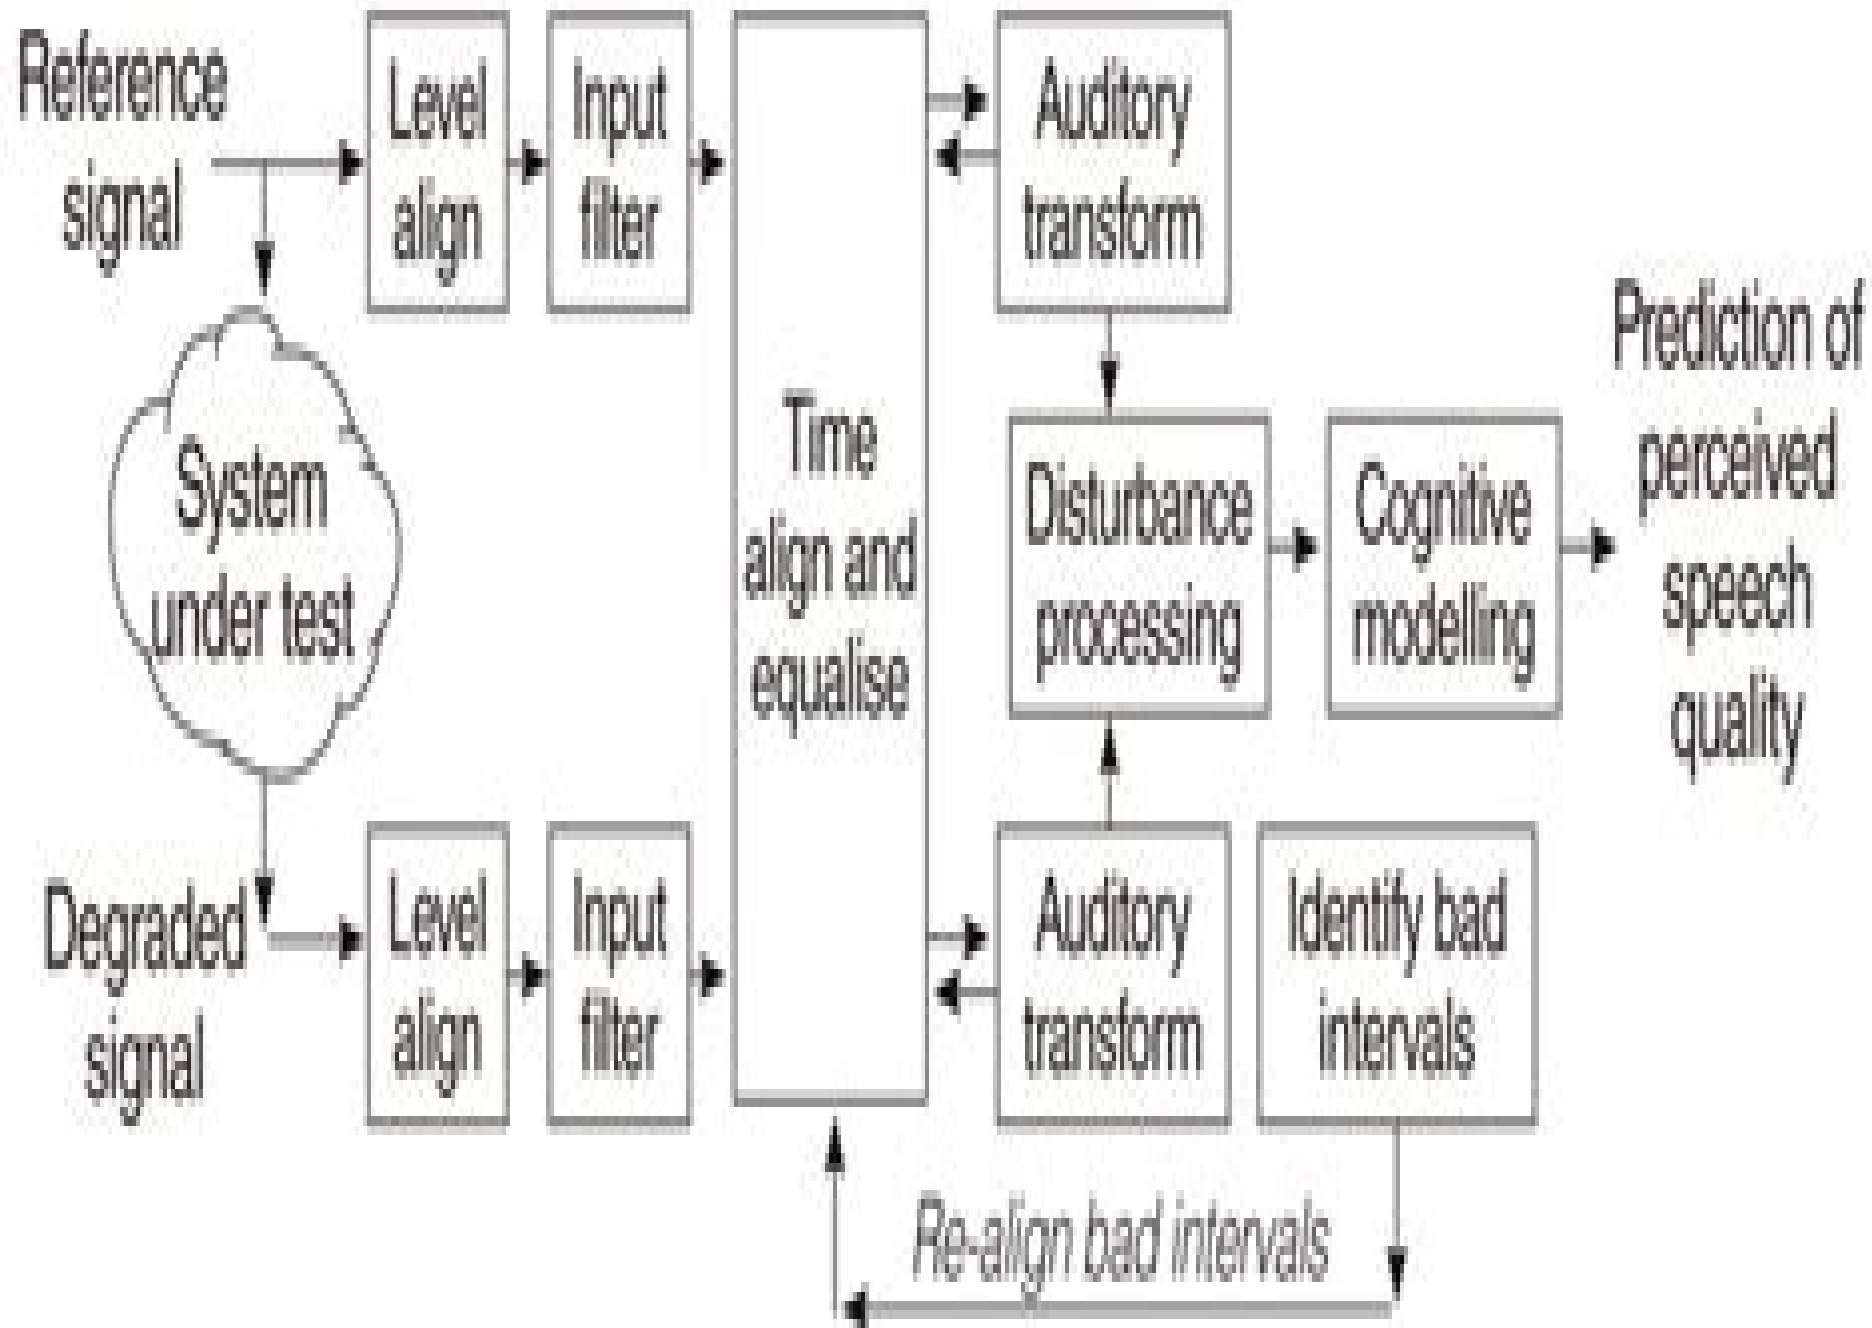 Reference
signal
Level
align
Input
filter
Auditory
transform
System
under test
Time
align and
equalise
Disturbance
processing
Cognitive
modelling
Prediction of
perceived
speech
quality
Degraded
signal
Level
align
Input
filter
Auditory
transform
Identify bad
intervals
Re-align bad intervals